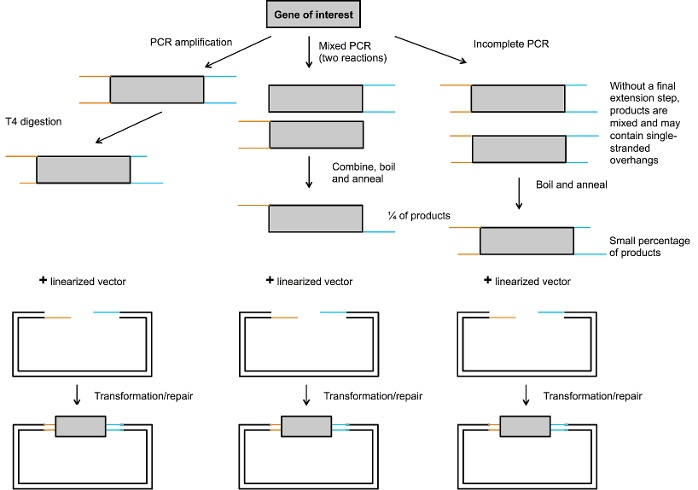 Gene of interest
PCR amplification
Mixed PCR
(two reactions)
Incomplete PCR
T4 digestion
Without a final
extension step,
products are
mixed and may
contain single-
stranded
overhangs
Combine, boil
and anneal
Boil and anneal
¼ of products
Small percentage
of products
+ linearized vector
+ linearized vector
+ linearized vector
Transformation/repair
Transformation/repair
Transformation/repair